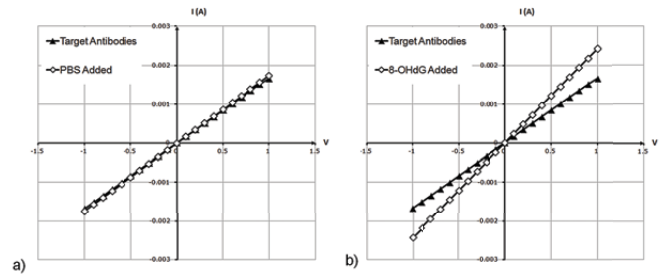 I (A)
0.003
Target Antibodies
0.002
PBS Added
0.001
V
-1.5
-1
-0.5
0
0.5
1
1.5
-0.001
-0.002
-0.003
a)
I (A)
0.003
Target Antibodies
0.002
8-OHdG Added
0.001
V
-1.5
-1
-0.5
0
0.5
1
1.5
-0.001
-0.002
-0.003
b)